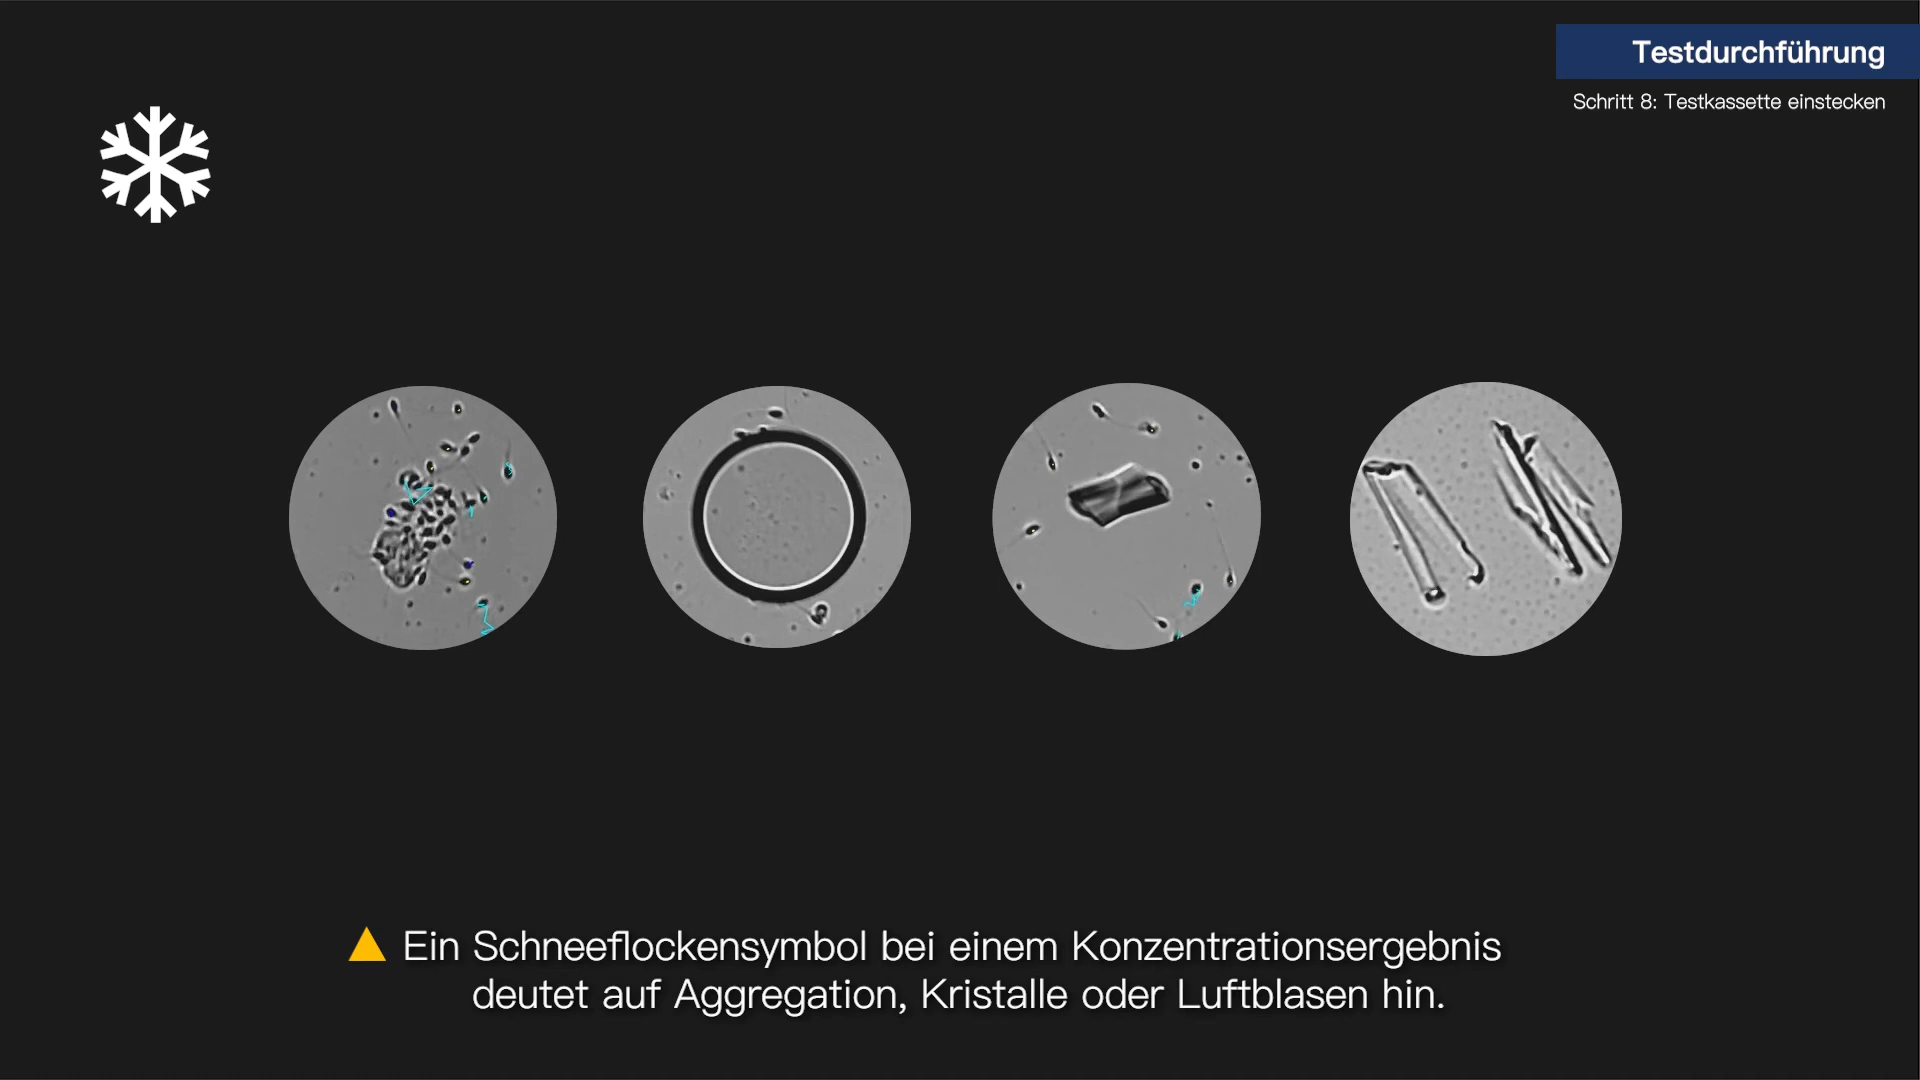 Testdurchführung
Schritt 8: Testkassette einstecken
Ein Schneeflockensymbol bei einem Konzentrationsergebnis
deutet auf Aggregation, Kristalle oder Luftblasen hin.